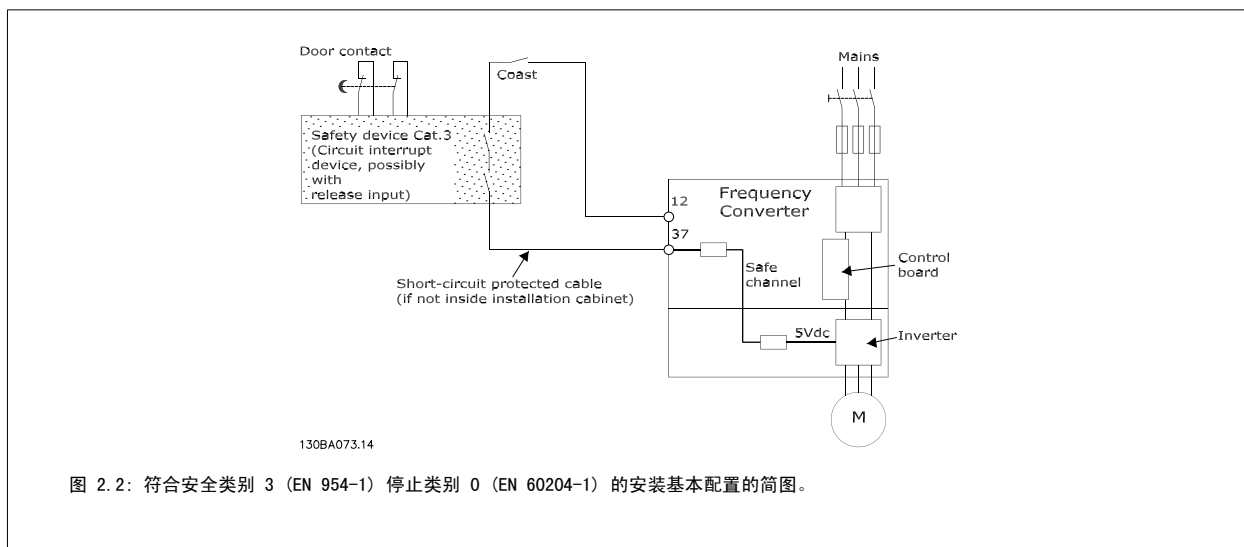 Door contact
Coast
Mains
Safety device Cat.3
(Circuit interrupt
device, possibly
with
release input)
12
Frequency
Converter
37
Safe
channel
Control
board
Short-circuit protected cable
(if not inside installation cabinet)
5Vdc
Inverter
M
130BA073.14
图 2.2: 符合安全类别 3 (EN 954-1) 停止类别 0 (EN 60204-1) 的安装基本配置的简图。